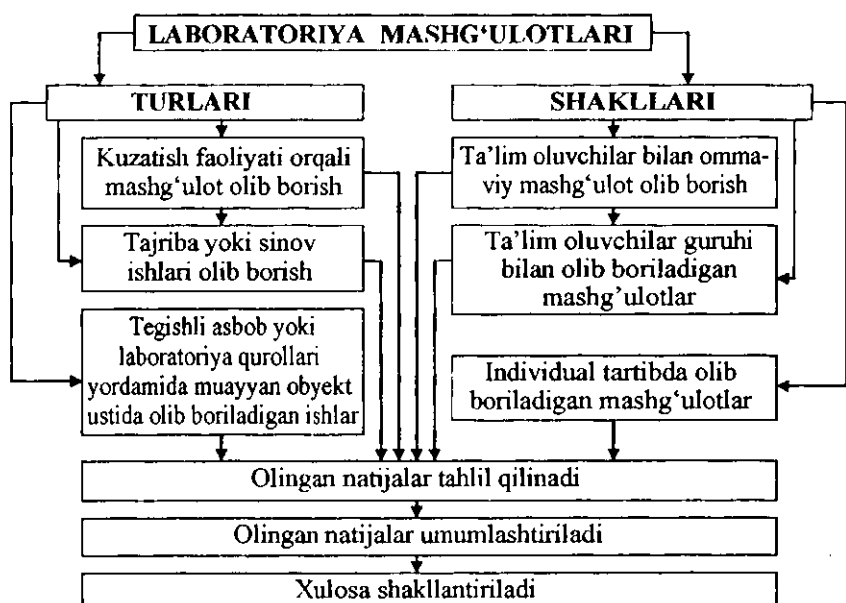 LABORATORIYA MASHG‘ULOTLARI
TURLARI
Kuzatish faoliyati orqali
mashg‘ulot olib borish
Tajriba yoki sinov
ishlari olib borish
Tegishli asbob yoki
laboratoriya qurollari
yordamida muayyan obyekt
ustida olib boriladigan ishlar
SHAKLLARI
Ta’lim oluvchilar bilan omma-
viy mashg‘ulot olib borish
Ta’lim oluvchilar guruhi
bilan olib boriladigan
mashg‘ulotlar
Individual tartibda olib
boriladigan mashg‘ulotlar
Olingan natijalar tahlil qilinadi
Olingan natijalar umumlashtiriladi
Xulosa shakllantiriladi